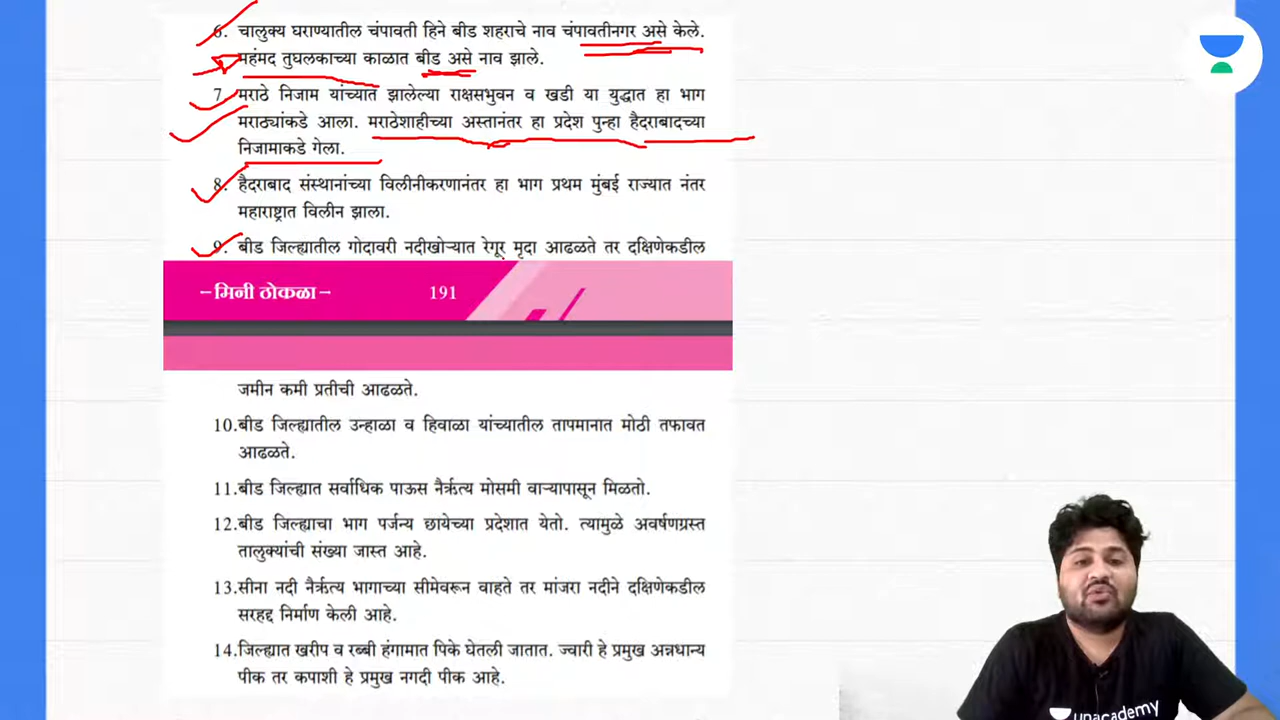 6. चालुक्य घराण्यातील चंपावती हिने बीड शहराचे नाव चंपावतीनगर असे केले.
महंमद तुघलकाच्या काळात बीड असे नाव झाले.
7. मराठे निजाम यांच्यात झालेल्या राक्षसभुवन व खडी या युद्धात हा भाग
मराठ्यांकडे आला. मराठेशाहीच्या अस्तानंतर हा प्रदेश पुन्हा हैदराबादच्या
निजामाकडे गेला.
8. हैदराबाद संस्थानांच्या विलीनीकरणानंतर हा भाग प्रथम मुंबई राज्यात नंतर
महाराष्ट्रात विलीन झाला.
9. बीड जिल्ह्यातील गोदावरी नदीखोऱ्यात रेगूर मृदा आढळते तर दक्षिणेकडील
–मिनी ठोकळा– 191
जमीन कमी प्रतीची आढळते.
10.बीड जिल्ह्यातील उन्हाळा व हिवाळा यांच्यातील तापमानात मोठी तफावत
आढळते.
11.बीड जिल्ह्यात सर्वाधिक पाऊस नैर्ऋत्य मोसमी वाऱ्यापासून मिळतो.
12.बीड जिल्ह्याचा भाग पर्जन्य छायेच्या प्रदेशात येतो. त्यामुळे अवर्षणग्रस्त
तालुक्यांची संख्या जास्त आहे.
13.सीना नदी नैर्ऋत्य भागाच्या सीमेवरून वाहते तर मांजरा नदीने दक्षिणेकडील
सरहद्द निर्माण केली आहे.
14.जिल्ह्यात खरीप व रब्बी हंगामात पिके घेतली जातात. ज्वारी हे प्रमुख अन्नधान्य
पीक तर कपाशी हे प्रमुख नगदी पीक आहे.
unacademy